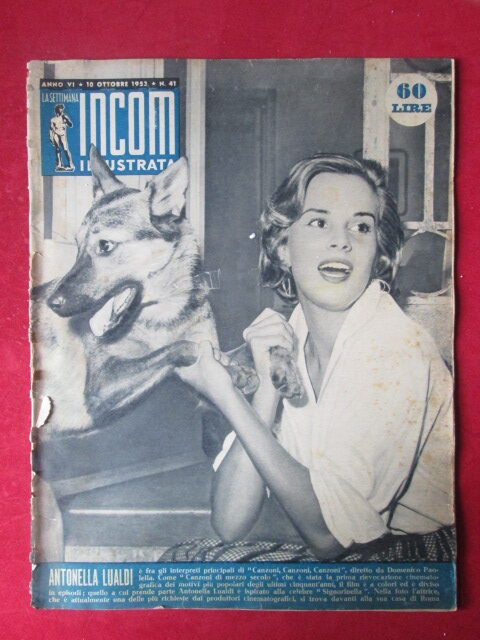 ANNO VI ★ 10 OTTOBRE 1953 ★ N. 41
LA SETTIMANA
INCOM
ILLUSTRATA
60
LIRE
ANTONELLA LUALDI
è fra gli interpreti principali di "Canzoni, Canzoni, Canzoni", diretto da Domenico Pao-
lella. Come "Canzoni di mezzo secolo", che è stata la prima rievocazione cinemato-
grafica dei motivi più popolari degli ultimi cinquant'anni, il film è a colori ed è diviso
in episodi; quello a cui prende parte Antonella Lualdi è ispirato alla celebre "Signorinella". Nella foto l'attrice,
che è attualmente una delle più richieste dai produttori cinematografici, si trova davanti alla sua casa di Roma